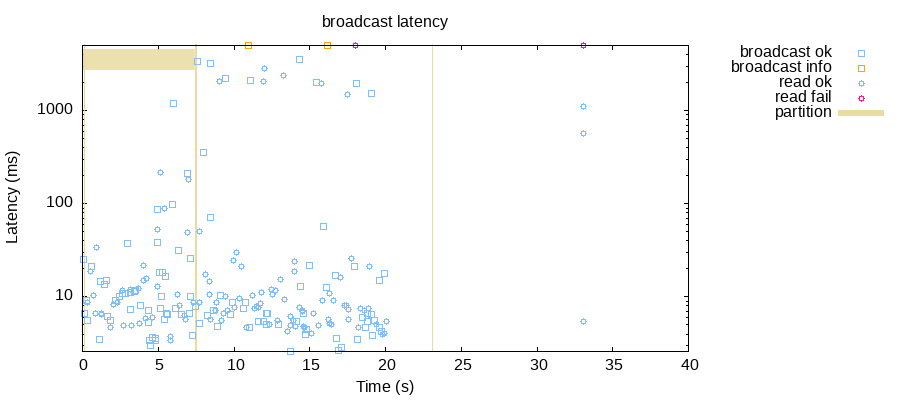 broadcast latency
broadcast ok
broadcast info
read ok
read fail
partition
Latency (ms)
1000
100
10
0 5 10 15 20 25 30 35 40
Time (s)